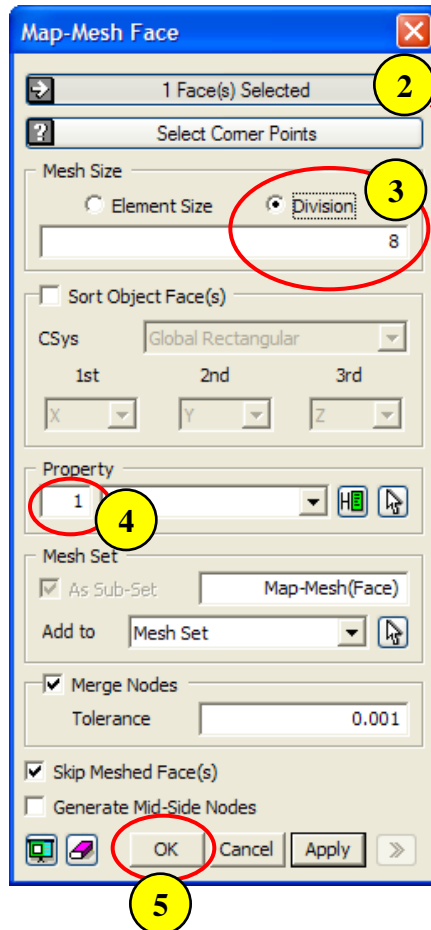 Map-Mesh Face
1 Face(s) Selected 2
? Select Corner Points
Mesh Size
Element Size Division 3
8
Sort Object Face(s)
CSys Global Rectangular
1st 2nd 3rd
X Y Z
Property
1 4
Mesh Set
As Sub-Set Map-Mesh(Face)
Add to Mesh Set
Merge Nodes
Tolerance 0.001
Skip Meshed Face(s)
Generate Mid-Side Nodes
OK Cancel Apply >>
5